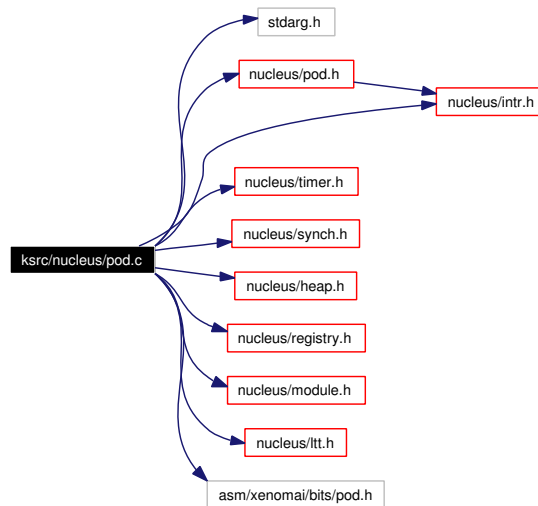 stdarg.h
nucleus/pod.h
nucleus/intr.h
nucleus/timer.h
nucleus/synch.h
ksrc/nucleus/pod.c
nucleus/heap.h
nucleus/registry.h
nucleus/module.h
nucleus/ltt.h
asm/xenomai/bits/pod.h